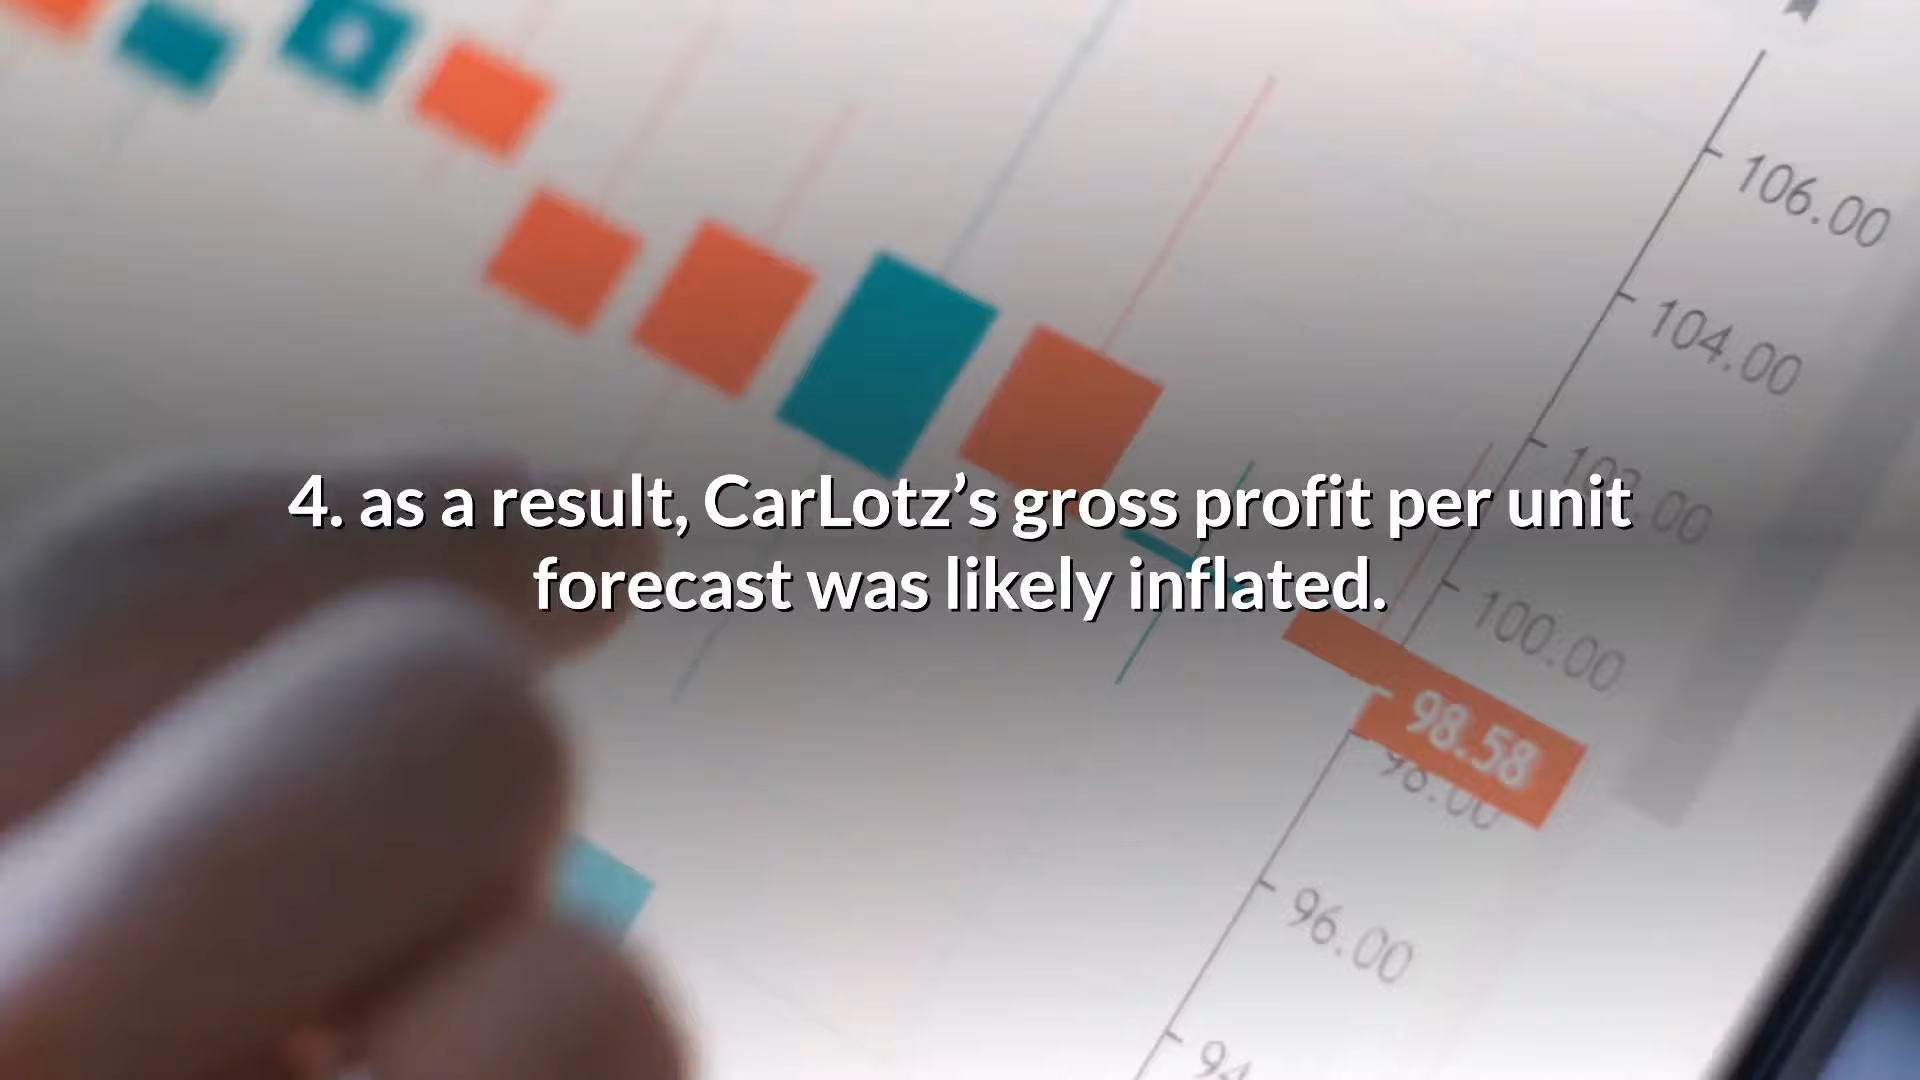 106.00
104.00
4. as a result, CarLotz’s gross profit per unit
forecast was likely inflated.
100.00
98.58
96.00